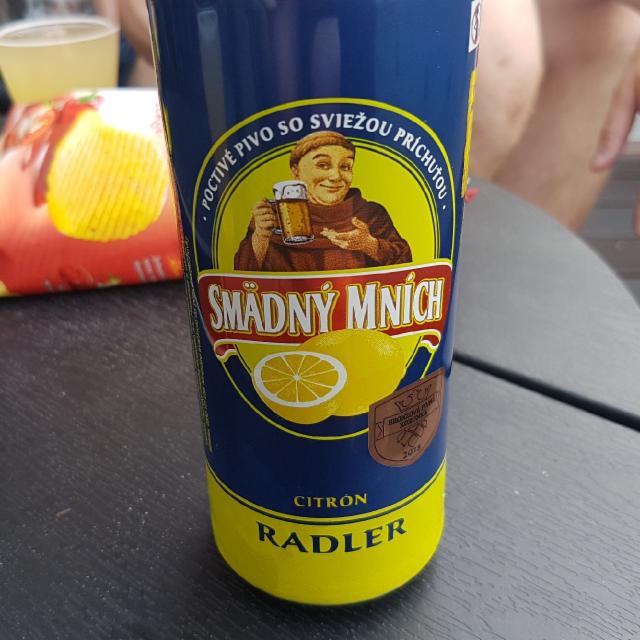 POCTIVÉ PIVO SO SVIEŽOU PRÍCHUŤOU
SMÄDNÝ MNÍCH
CITRÓN
RADLER